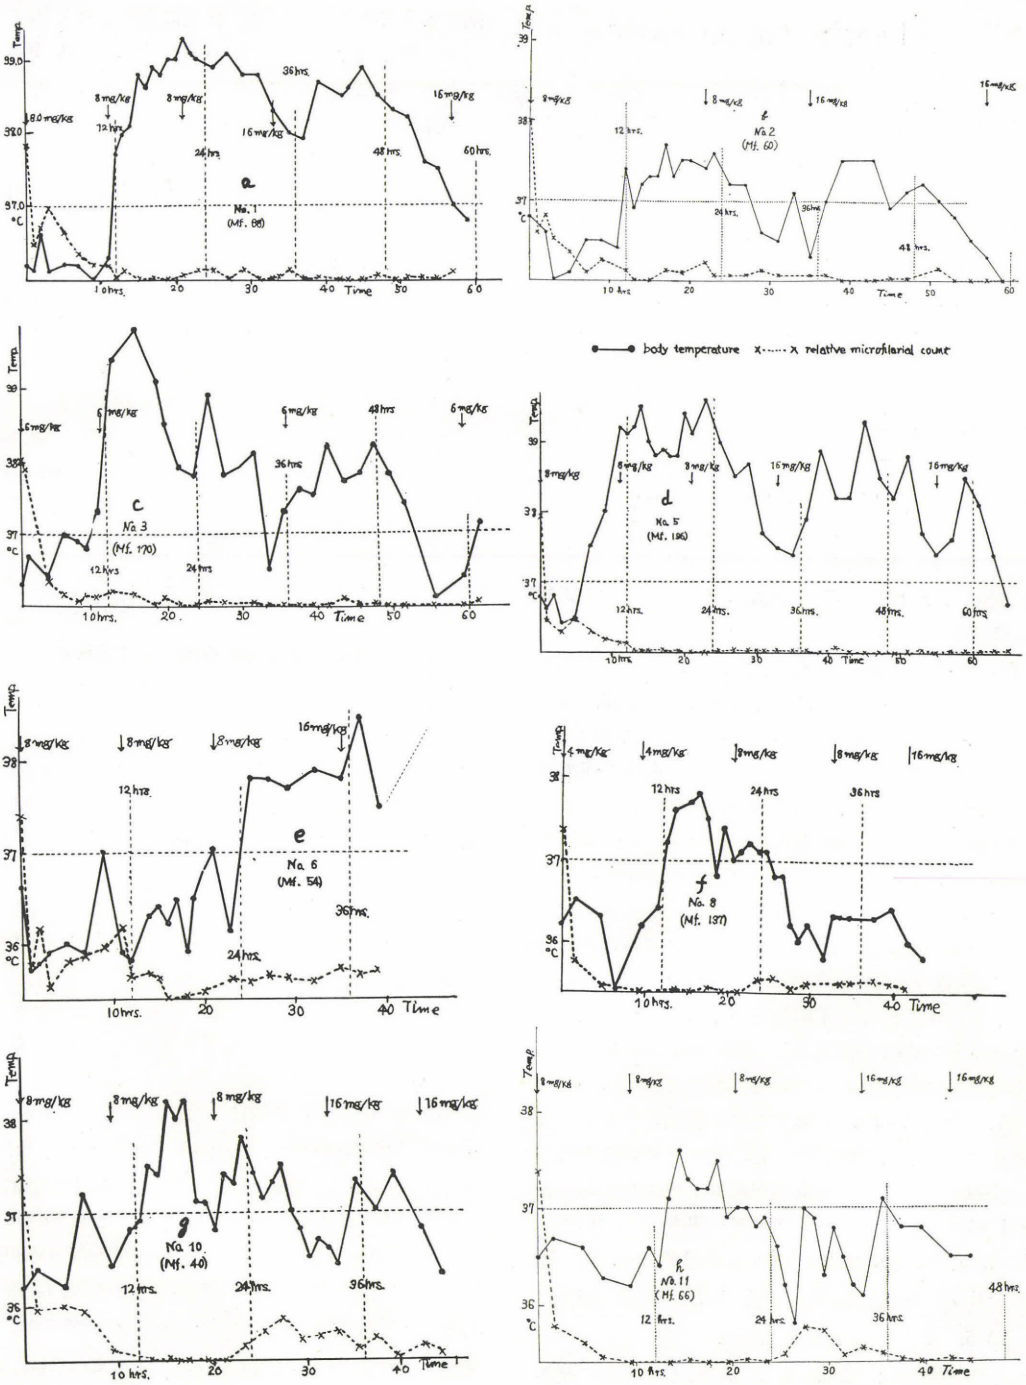 Temp.
39.0
38.0
37.0
°C
8.0 mg/kg
8 mg/kg
8 mg/kg
16 mg/kg
16 mg/kg
12 hrs.
24 hrs.
36 hrs.
48 hrs.
60 hrs.
a
No. 1
(Mf. 88)
10 hrs. 20 30 40 Time 50 60
Temp.
39
38
37
°C
8 mg/kg
8 mg/kg
16 mg/kg
16 mg/kg
12 hrs
24 hrs.
36 hrs
48 hrs.
No. 2
(Mf. 60)
10 hrs 20 30 40 Time 50 60
body temperature x------x relative microfilarial count
Temp.
39
38
37
°C
6 mg/kg
6 mg/kg
6 mg/kg
6 mg/kg
12 hrs
24 hrs
36 hrs
48 hrs
c
No. 3
(Mf. 170)
10 hrs. 20 30 40 Time 50 60
Temp.
39
38
37
°C
8 mg/kg
8 mg/kg
8 mg/kg
16 mg/kg
16 mg/kg
12 hrs.
24 hrs.
36 hrs.
48 hrs.
60 hrs.
d
No. 5
(Mf. 196)
10 hrs 20 30 40 Time 50 60
Temp.
38
37
36
°C
8 mg/kg
8 mg/kg
8 mg/kg
16 mg/kg
12 hrs.
24 hrs.
36 hrs.
e
No. 6
(Mf. 54)
10 hrs. 20 30 40 Time
Temp.
38
37
36
°C
4 mg/kg
4 mg/kg
8 mg/kg
8 mg/kg
16 mg/kg
12 hrs
24 hrs
36 hrs
f
No. 8
(Mf. 137)
10 hrs. 20 30 40 Time
Temp.
38
37
36
8 mg/kg
8 mg/kg
8 mg/kg
16 mg/kg
16 mg/kg
12 hrs.
24 hrs.
36 hrs.
g
No. 10
(Mf. 40)
10 hrs. 20 30 40 Time
Temp.
38
37
36
°C
8 mg/kg
8 mg/kg
8 mg/kg
16 mg/kg
16 mg/kg
12 hrs.
24 hrs.
36 hrs.
48 hrs.
h
No. 11
(Mf. 66)
10 hrs. 20 30 40 Time